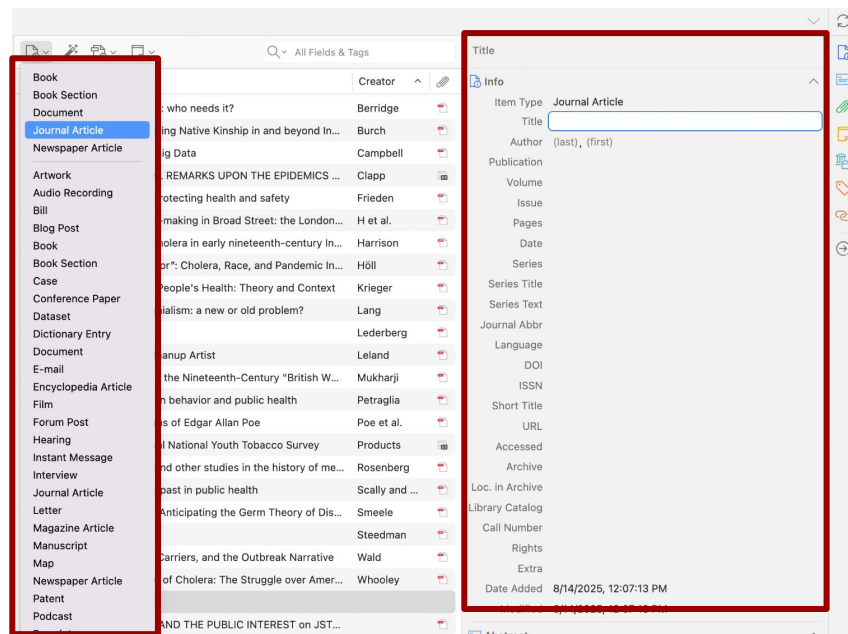 All Fields & Tags
Book
Book Section
Document
Journal Article
Newspaper Article
Artwork
Audio Recording
Bill
Blog Post
Book
Book Section
Case
Conference Paper
Dataset
Dictionary Entry
Document
E-mail
Encyclopedia Article
Film
Forum Post
Hearing
Instant Message
Interview
Journal Article
Letter
Magazine Article
Manuscript
Map
Newspaper Article
Patent
Podcast
Creator
: who needs it? Berridge
ing Native Kinship in and beyond In... Burch
ig Data Campbell
REMARKS UPON THE EPIDEMICS ... Clapp
rotecting health and safety Frieden
-making in Broad Street: the London... H et al.
holera in early nineteenth-century In... Harrison
or": Cholera, Race, and Pandemic In... Höll
People's Health: Theory and Context Krieger
nialism: a new or old problem? Lang
Lederberg
eanup Artist Leland
the Nineteenth-Century "British W... Mukharji
n behavior and public health Petraglia
s of Edgar Allan Poe Poe et al.
l National Youth Tobacco Survey Products
nd other studies in the history of me... Rosenberg
past in public health Scally and ...
Anticipating the Germ Theory of Dis... Smeele
Steedman
Carriers, and the Outbreak Narrative Wald
of Cholera: The Struggle over Amer... Whooley
AND THE PUBLIC INTEREST on JST...
Title
Info
Item Type Journal Article
Title
Author (last), (first)
Publication
Volume
Issue
Pages
Date
Series
Series Title
Series Text
Journal Abbr
Language
DOI
ISSN
Short Title
URL
Accessed
Archive
Loc. in Archive
Library Catalog
Call Number
Rights
Extra
Date Added 8/14/2025, 12:07:13 PM
Modified 8/14/2025, 12:07:13 PM
Abstract